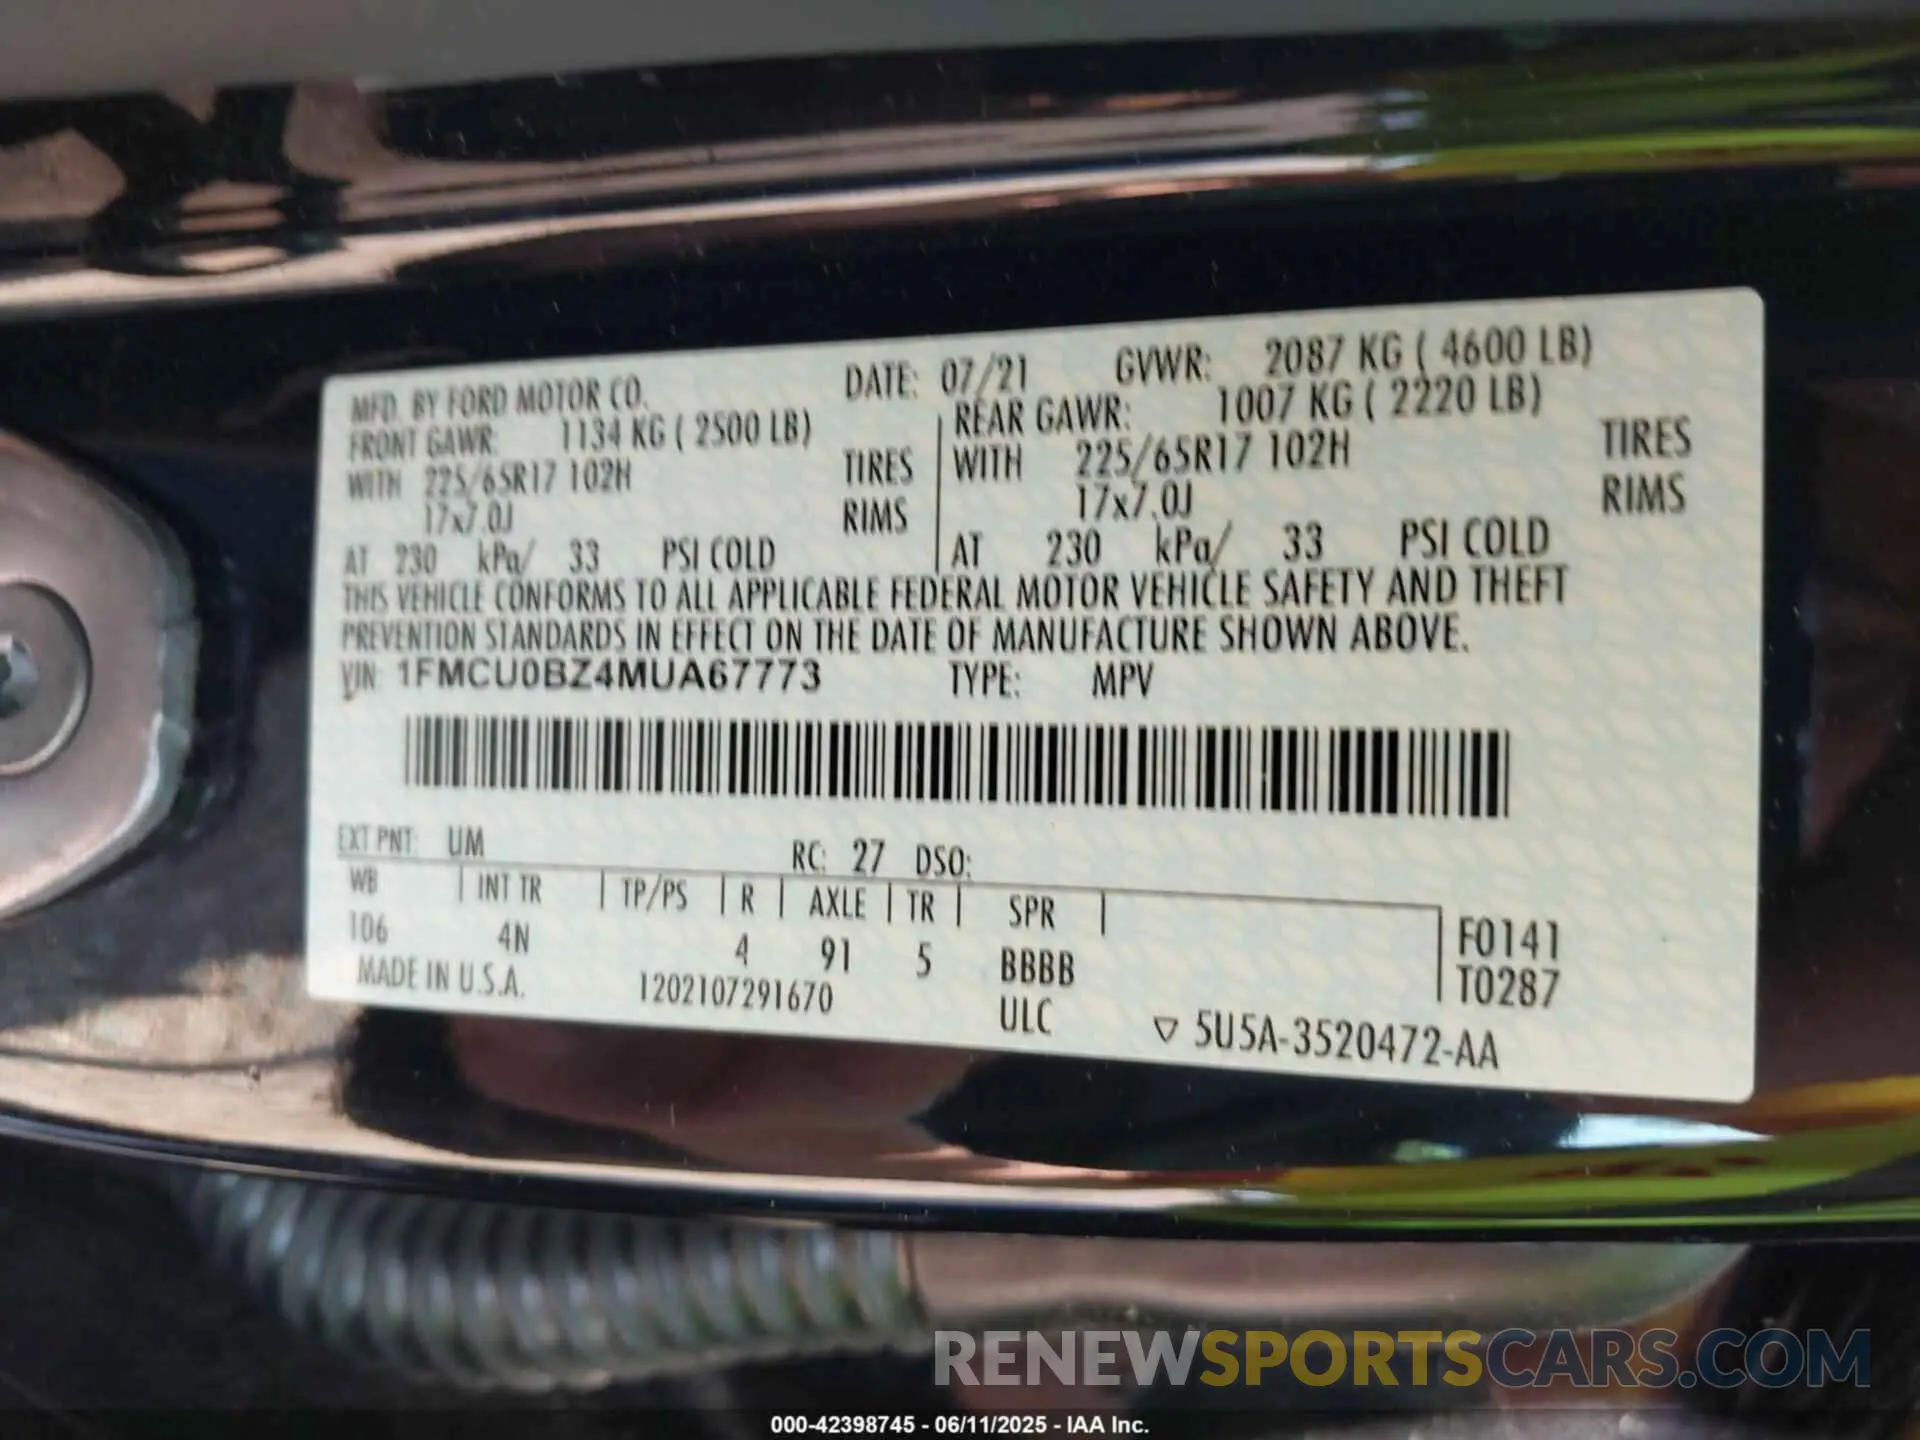 MFD. BY FORD MOTOR CO. DATE: 07/21 GVWR: 2087 KG ( 4600 LB)
FRONT GAWR: 1134 KG ( 2500 LB) REAR GAWR: 1007 KG ( 2220 LB)
WITH 225/65R17 102H TIRES WITH 225/65R17 102H TIRES
17x7.0J RIMS 17x7.0J RIMS
AT 230 kPa/ 33 PSI COLD AT 230 kPa/ 33 PSI COLD
THIS VEHICLE CONFORMS TO ALL APPLICABLE FEDERAL MOTOR VEHICLE SAFETY AND THEFT
PREVENTION STANDARDS IN EFFECT ON THE DATE OF MANUFACTURE SHOWN ABOVE.
VIN: 1FMCU0BZ4MUA67773 TYPE: MPV
EXT PNT: UM RC: 27 DSO:
WB INT TR TP/PS R AXLE TR SPR
106 4N 4 91 5 BBBB F0141
MADE IN U.S.A. 1202107291670 ULC T0287
▽ 5U5A-3520472-AA
RENEWSPORTSCARS.COM
000-42398745 - 06/11/2025 - IAA Inc.